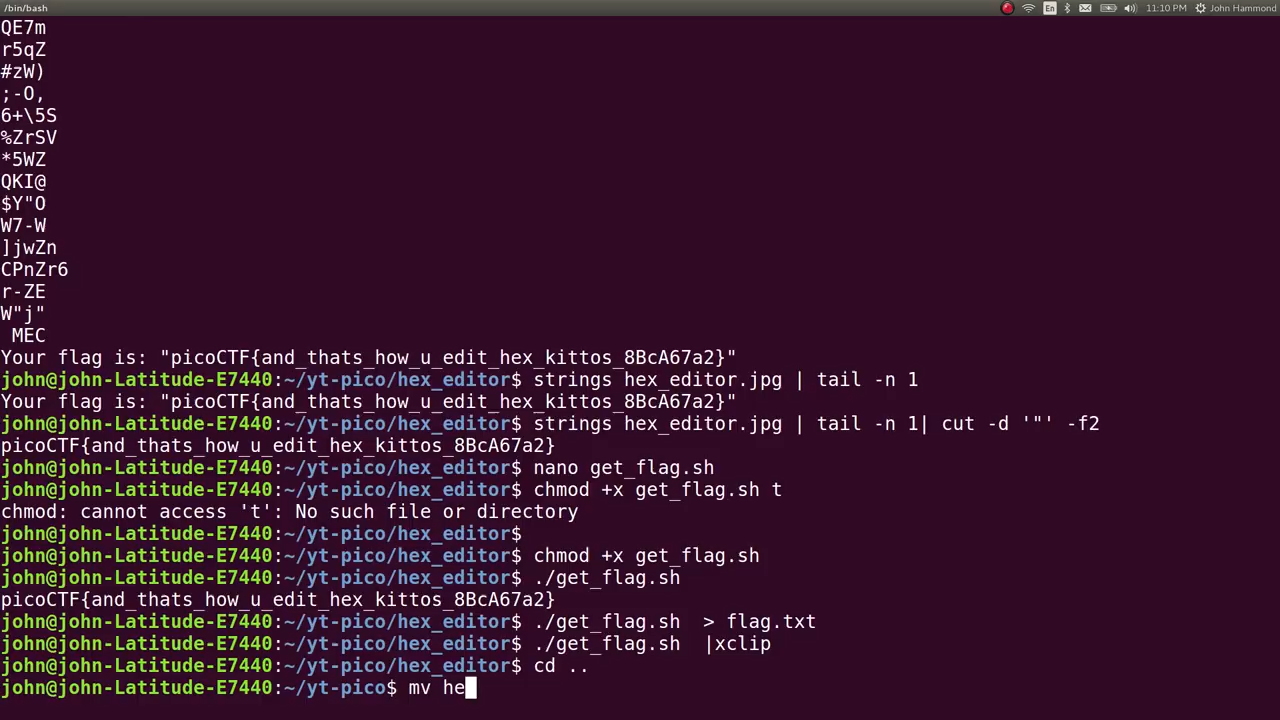 /bin/bash
En
11:10 PM
John Hammond
QE7m
r5qZ
#zW)
;-O,
6+\5S
%ZrSV
*5WZ
QKI@
$Y"O
W7-W
]jwZn
CPnZr6
r-ZE
W"j"
 MEC
Your flag is: "picoCTF{and_thats_how_u_edit_hex_kittos_8BcA67a2}"
john@john-Latitude-E7440:~/yt-pico/hex_editor$ strings hex_editor.jpg | tail -n 1
Your flag is: "picoCTF{and_thats_how_u_edit_hex_kittos_8BcA67a2}"
john@john-Latitude-E7440:~/yt-pico/hex_editor$ strings hex_editor.jpg | tail -n 1| cut -d '"' -f2
picoCTF{and_thats_how_u_edit_hex_kittos_8BcA67a2}
john@john-Latitude-E7440:~/yt-pico/hex_editor$ nano get_flag.sh
john@john-Latitude-E7440:~/yt-pico/hex_editor$ chmod +x get_flag.sh t
chmod: cannot access 't': No such file or directory
john@john-Latitude-E7440:~/yt-pico/hex_editor$
john@john-Latitude-E7440:~/yt-pico/hex_editor$ chmod +x get_flag.sh
john@john-Latitude-E7440:~/yt-pico/hex_editor$ ./get_flag.sh
picoCTF{and_thats_how_u_edit_hex_kittos_8BcA67a2}
john@john-Latitude-E7440:~/yt-pico/hex_editor$ ./get_flag.sh  > flag.txt
john@john-Latitude-E7440:~/yt-pico/hex_editor$ ./get_flag.sh  |xclip
john@john-Latitude-E7440:~/yt-pico/hex_editor$ cd ..
john@john-Latitude-E7440:~/yt-pico$ mv he